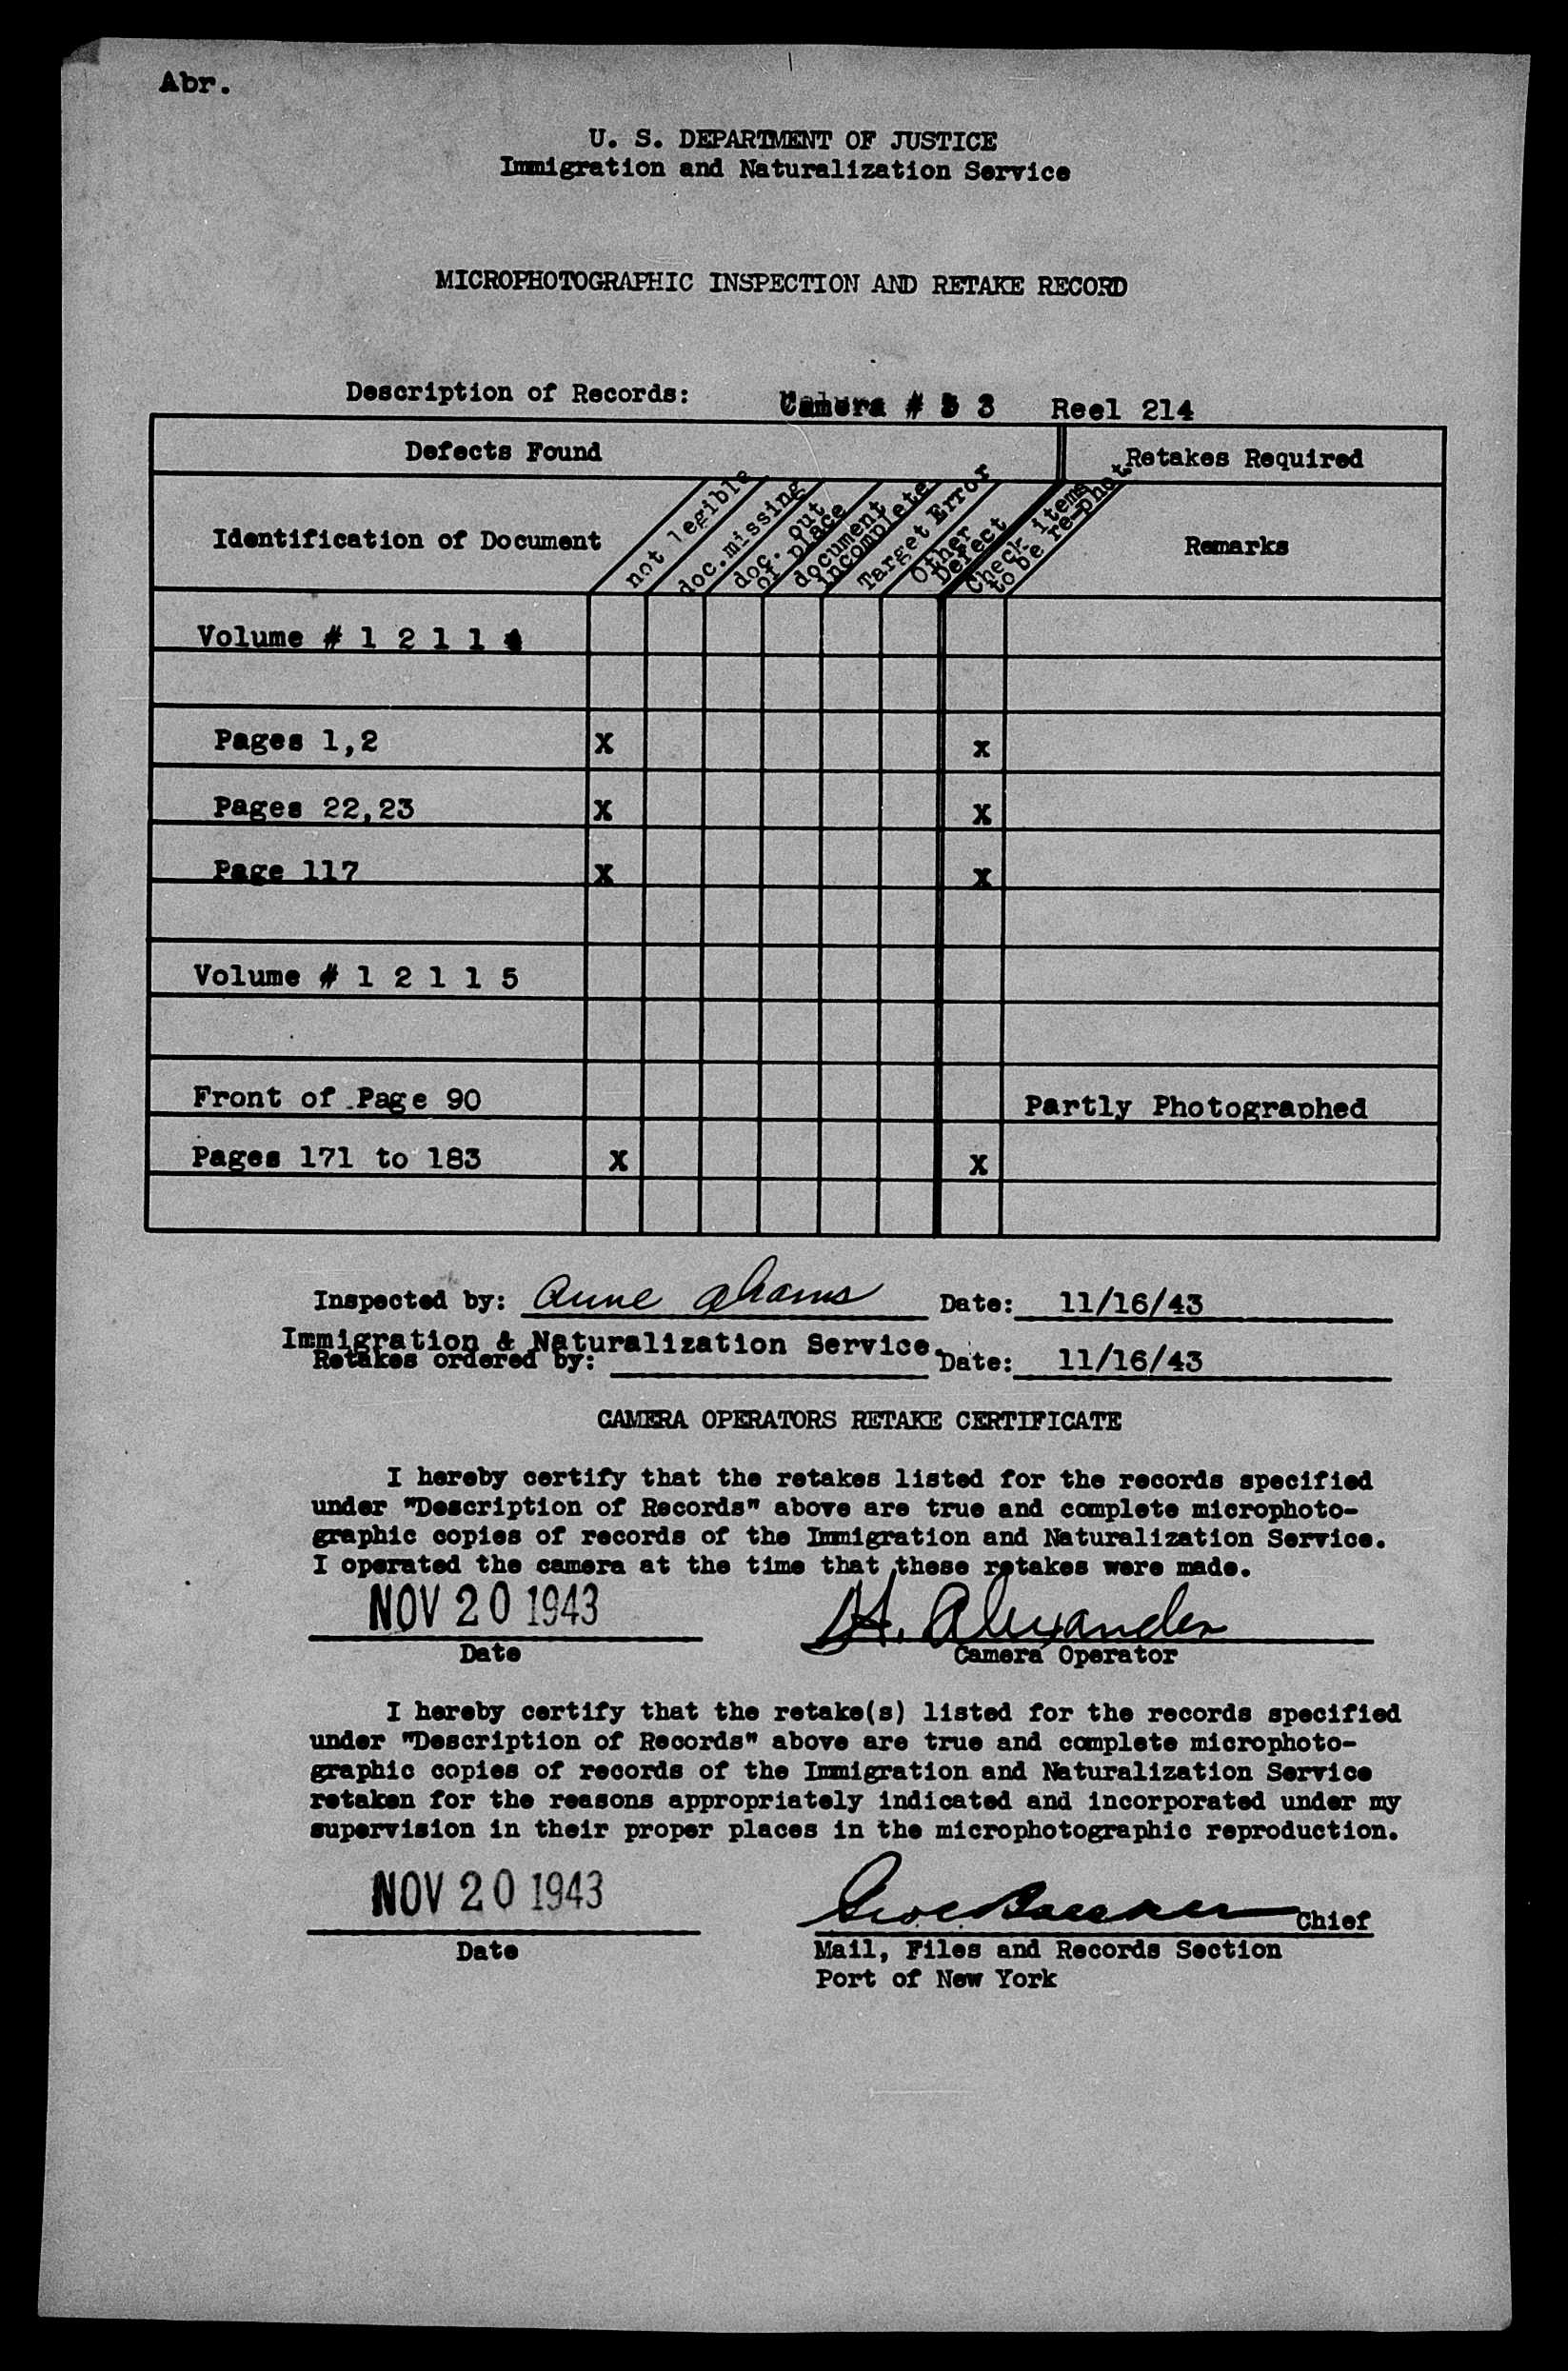 Abr.
U. S. DEPARTMENT OF JUSTICE
Immigration and Naturalization Service
MICROPHOTOGRAPHIC INSPECTION AND RETAKE RECORD
Description of Records: Camera # 3 Reel 214
Defects Found Retakes Required
Identification of Document
not legible
doc.missing
doc. out
of place
document
incomplete
Target Error
Other
Defect
Check items
to be re-phot.
Remarks
Volume # 1 2 1 1 4
Pages 1,2 X x
Pages 22,23 X X
Page 117 X X
Volume # 1 2 1 1 5
Front of Page 90 Partly Photographed
Pages 171 to 183 X X
Inspected by: Anne Abams Date: 11/16/43
Immigration & Naturalization Service.
Retakes ordered by: Date: 11/16/43
CAMERA OPERATORS RETAKE CERTIFICATE
I hereby certify that the retakes listed for the records specified
under "Description of Records" above are true and complete microphoto-
graphic copies of records of the Immigration and Naturalization Service.
I operated the camera at the time that these retakes were made.
NOV 20 1943 H. Alexander
Date Camera Operator
I hereby certify that the retake(s) listed for the records specified
under "Description of Records" above are true and complete microphoto-
graphic copies of records of the Immigration and Naturalization Service
retaken for the reasons appropriately indicated and incorporated under my
supervision in their proper places in the microphotographic reproduction.
NOV 20 1943 Chief
Date Mail, Files and Records Section
Port of New York